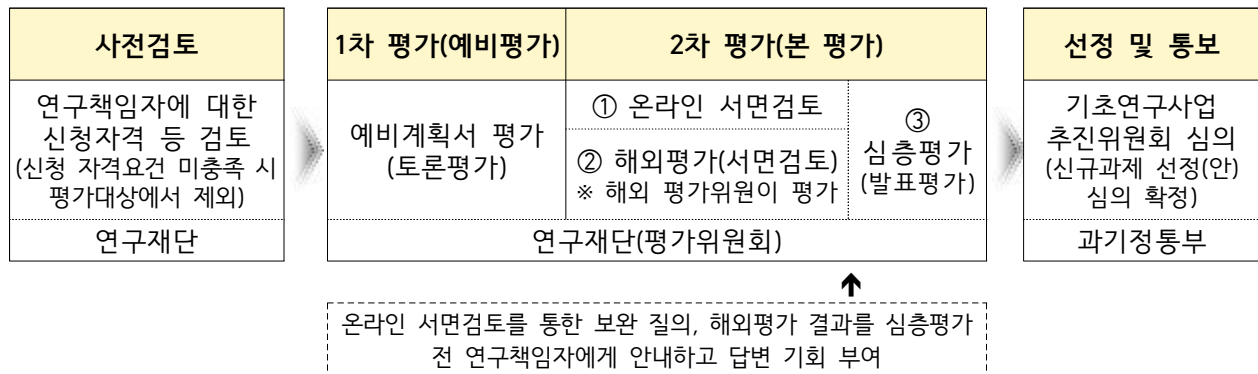 사전검토
연구책임자에 대한
신청자격 등 검토
(신청 자격요건 미충족 시
평가대상에서 제외)
연구재단
1차 평가(예비평가)
2차 평가(본 평가)
예비계획서 평가
(토론평가)
① 온라인 서면검토
② 해외평가(서면검토)
※ 해외 평가위원이 평가
③
심층평가
(발표평가)
연구재단(평가위원회)
선정 및 통보
기초연구사업
추진위원회 심의
(신규과제 선정(안)
심의 확정)
과기정통부
온라인 서면검토를 통한 보완 질의, 해외평가 결과를 심층평가
전 연구책임자에게 안내하고 답변 기회 부여